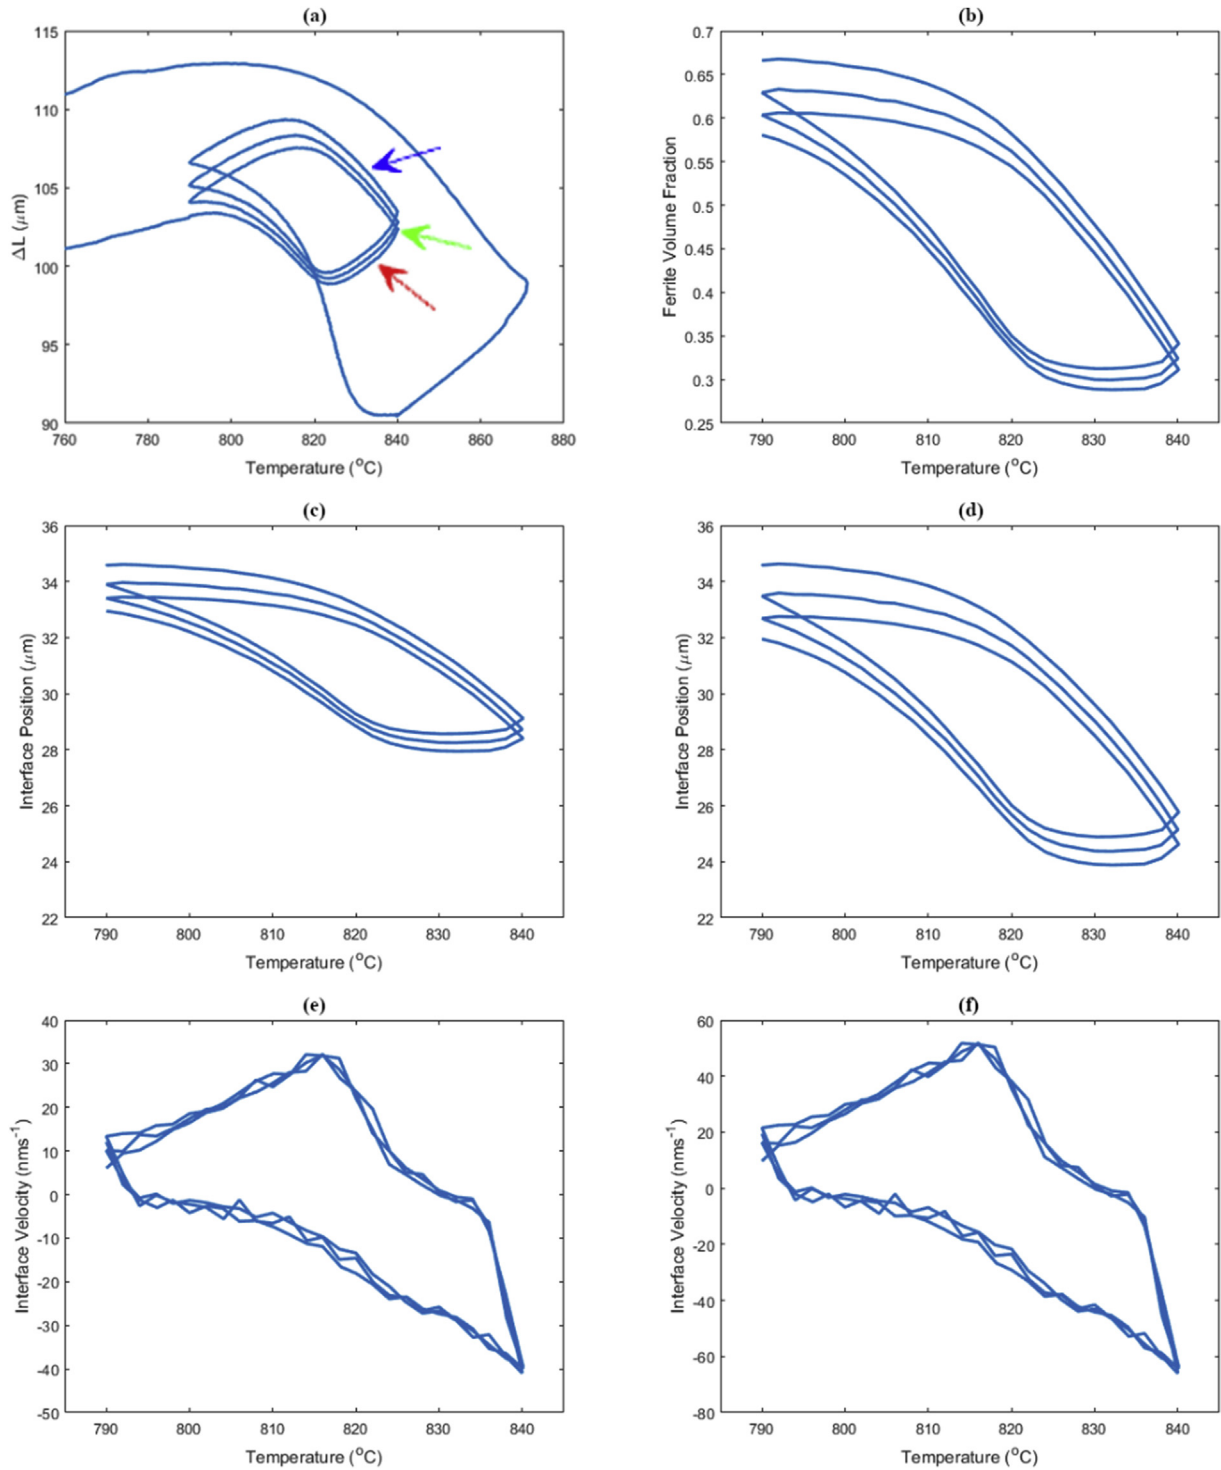 (a)
115
110
105
100
95
90
ΔL (μm)
760 780 800 820 840 860 880
Temperature (°C)
(b)
0.7
0.65
0.6
0.55
0.5
0.45
0.4
0.35
0.3
0.25
Ferrite Volume Fraction
790 800 810 820 830 840
Temperature (°C)
(c)
36
34
32
30
28
26
24
22
Interface Position (μm)
790 800 810 820 830 840
Temperature (°C)
(d)
36
34
32
30
28
26
24
22
Interface Position (μm)
790 800 810 820 830 840
Temperature (°C)
(e)
40
30
20
10
0
-10
-20
-30
-40
-50
Interface Velocity (nms⁻¹)
790 800 810 820 830 840
Temperature (°C)
(f)
60
40
20
0
-20
-40
-60
-80
Interface Velocity (nms⁻¹)
790 800 810 820 830 840
Temperature (°C)